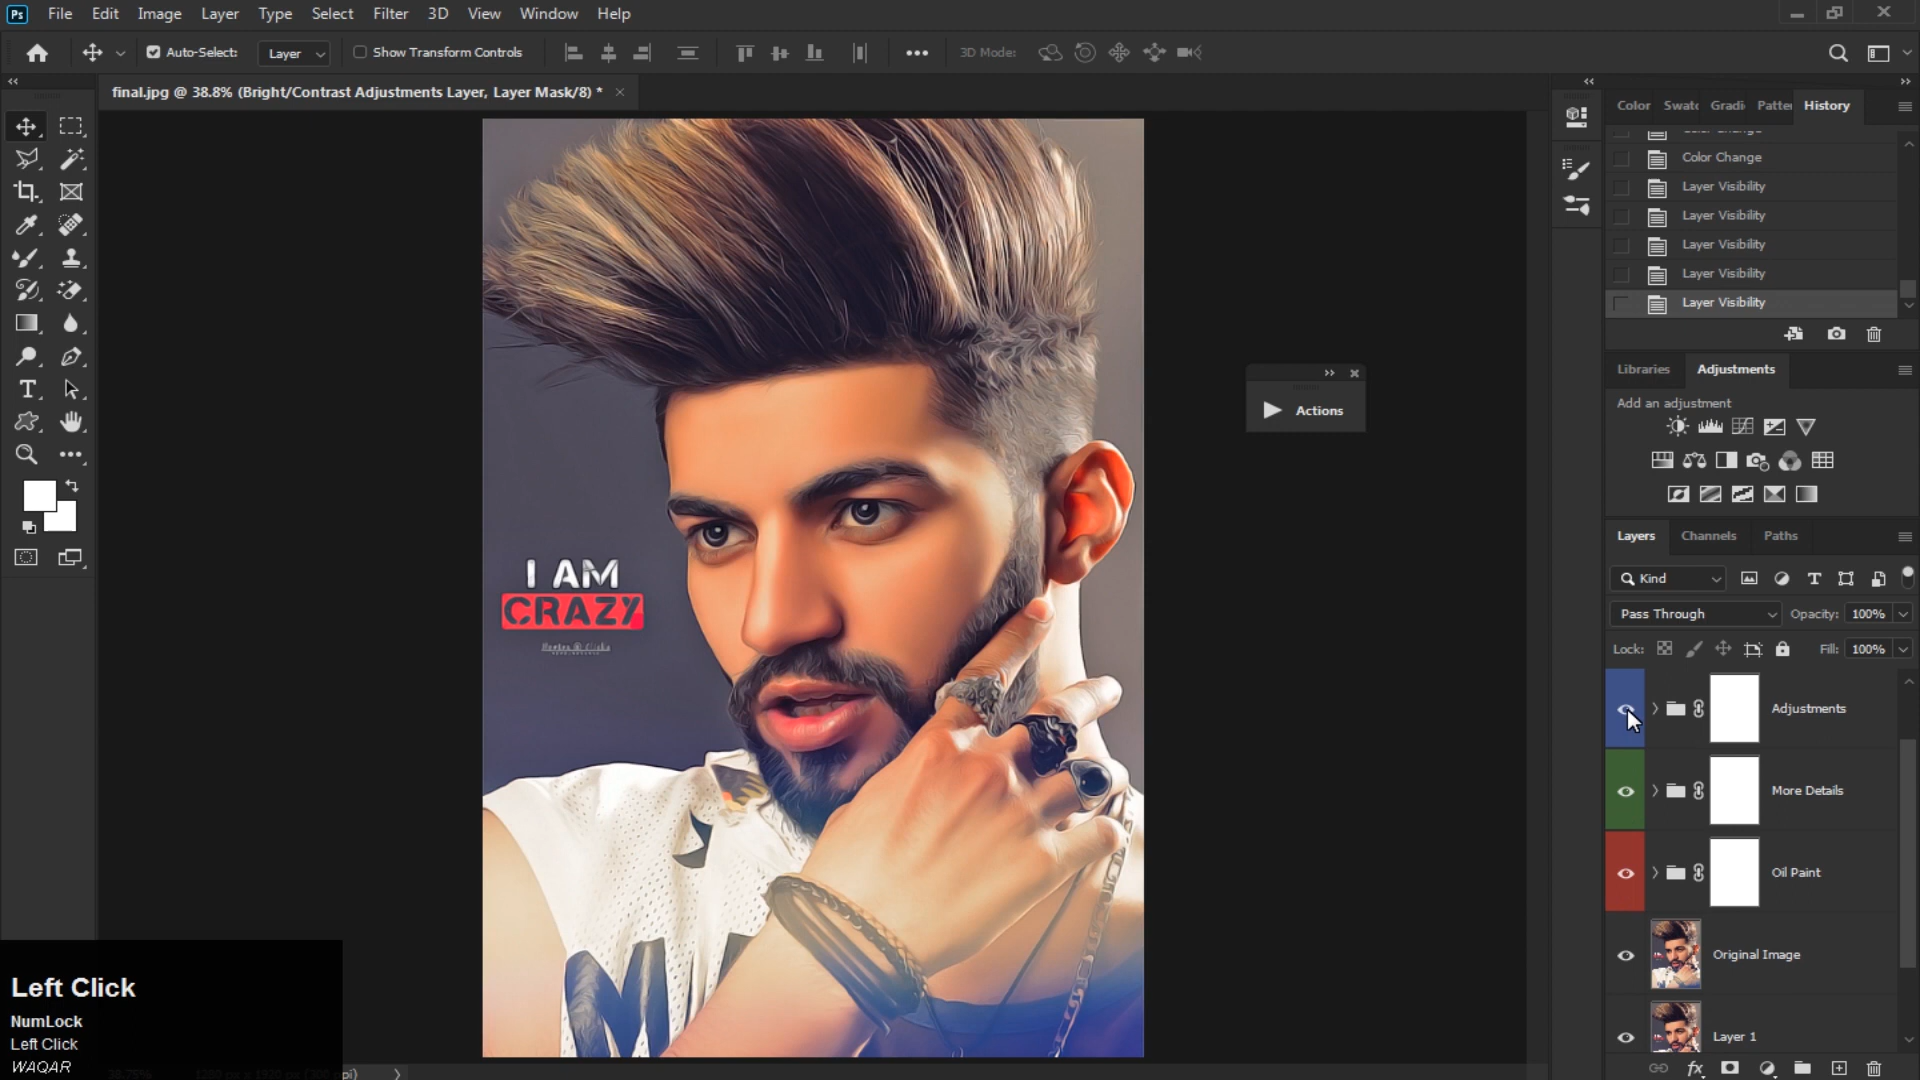 Ps File Edit Image Layer Type Select Filter 3D View Window Help
Auto-Select: Layer Show Transform Controls 3D Mode:
final.jpg @ 38.8% (Bright/Contrast Adjustments Layer, Layer Mask/8) *
Color Swatc Gradi Patter History
Color Change
Layer Visibility
Layer Visibility
Layer Visibility
Layer Visibility
Layer Visibility
Libraries Adjustments
Add an adjustment
Actions
Layers Channels Paths
Kind
Pass Through Opacity: 100%
Lock: Fill: 100%
Adjustments
More Details
Oil Paint
Original Image
Layer 1
fx
I AM
CRAZY
Left Click
NumLock
Left Click
WAQAR